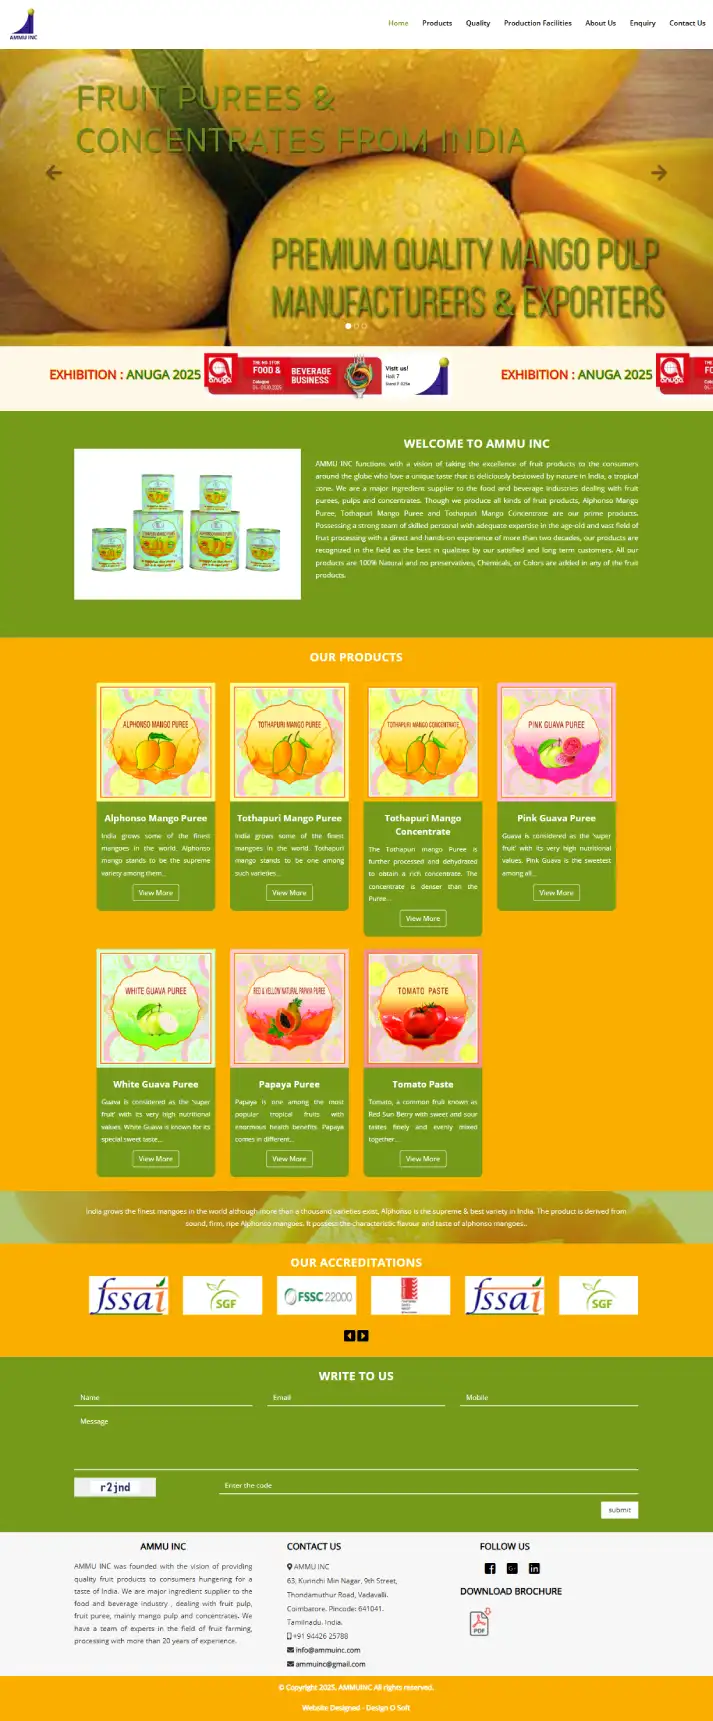 AMMU INC
Home Products Quality Production Facilities About Us Enquiry Contact Us
FRUIT PUREES &
CONCENTRATES FROM INDIA
PREMIUM QUALITY MANGO PULP
MANUFACTURERS & EXPORTERS
EXHIBITION : ANUGA 2025
anuga
THE NO.1 FOR
FOOD & BEVERAGE
BUSINESS
Visit us!
Hall 7
EXHIBITION : ANUGA 2025
anuga
FOOD &
WELCOME TO AMMU INC
AMMU INC functions with a vision of taking the excellence of fruit products to the consumers
around the globe who love a unique taste that is deliciously bestowed by nature in India, a tropical
zone. We are a major ingredient supplier to the food and beverage industries dealing with fruit
purees, pulps and concentrates. Though we produce all kinds of fruit products, Alphonso Mango
Puree, Tothapuri Mango Puree and Tothapuri Mango Concentrate are our prime products.
Possessing a strong team of skilled personal with adequate expertise in the age-old and vast field of
fruit processing with a direct and hands-on experience of more than two decades, our products are
recognized in the field as the best in qualities by our satisfied and long term customers. All our
products are 100% Natural and no preservatives, Chemicals, or Colors are added in any of the fruit
products.
OUR PRODUCTS
ALPHONSO MANGO PUREE
TOTHAPURI MANGO PUREE
TOTHAPURI MANGO CONCENTRATE
PINK GUAVA PUREE
Alphonso Mango Puree
India grows some of the finest
mangoes in the world. Alphonso
mango stands to be the supreme
variety among them...
View More
Tothapuri Mango Puree
India grows some of the finest
mangoes in the world. Tothapuri
mango stands to be one among
such varieties...
View More
Tothapuri Mango
Concentrate
The Tothapuri mango Puree is
further processed and dehydrated
to obtain a rich concentrate. The
concentrate is denser than the
Puree...
View More
Pink Guava Puree
Guava is considered as the 'super
fruit' with its very high nutritional
values. Pink Guava is the sweetest
among all...
View More
WHITE GUAVA PUREE
RED & YELLOW NATURAL PAPAYA PUREE
TOMATO PASTE
White Guava Puree
Guava is considered as the 'super
fruit' with its very high nutritional
values. White Guava is known for its
special sweet taste...
View More
Papaya Puree
Papaya is one among the most
popular tropical fruits with
enormous health benefits. Papaya
comes in different...
View More
Tomato Paste
Tomato, a common fruit known as
Red Sun Berry with sweet and sour
tastes finely and evenly mixed
together...
View More
India grows the finest mangoes in the world although more than a thousand varieties exist, Alphonso is the supreme & best variety in India. The product is derived from
sound, firm, ripe Alphonso mangoes. It possess the characteristic flavour and taste of alphonso mangoes..
OUR ACCREDITATIONS
fssai
SGF
FSSC 22000
fssai
SGF
WRITE TO US
Name Email Mobile
Message
r2jnd
Enter the code
submit
AMMU INC
AMMU INC was founded with the vision of providing
quality fruit products to consumers hungering for a
taste of India. We are major ingredient supplier to the
food and beverage industry , dealing with fruit pulp,
fruit puree, mainly mango pulp and concentrates. We
have a team of experts in the field of fruit farming,
processing with more than 20 years of experience.
CONTACT US
AMMU INC
63, Kurinchi Min Nagar, 9th Street,
Thondamuthur Road, Vadavalli.
Coimbatore. Pincode: 641041.
Tamilnadu. India.
+91 94426 25788
info@ammuinc.com
ammuinc@gmail.com
FOLLOW US
DOWNLOAD BROCHURE
PDF
© Copyright 2025. AMMUINC All rights reserved.
Website Designed - Design D Soft